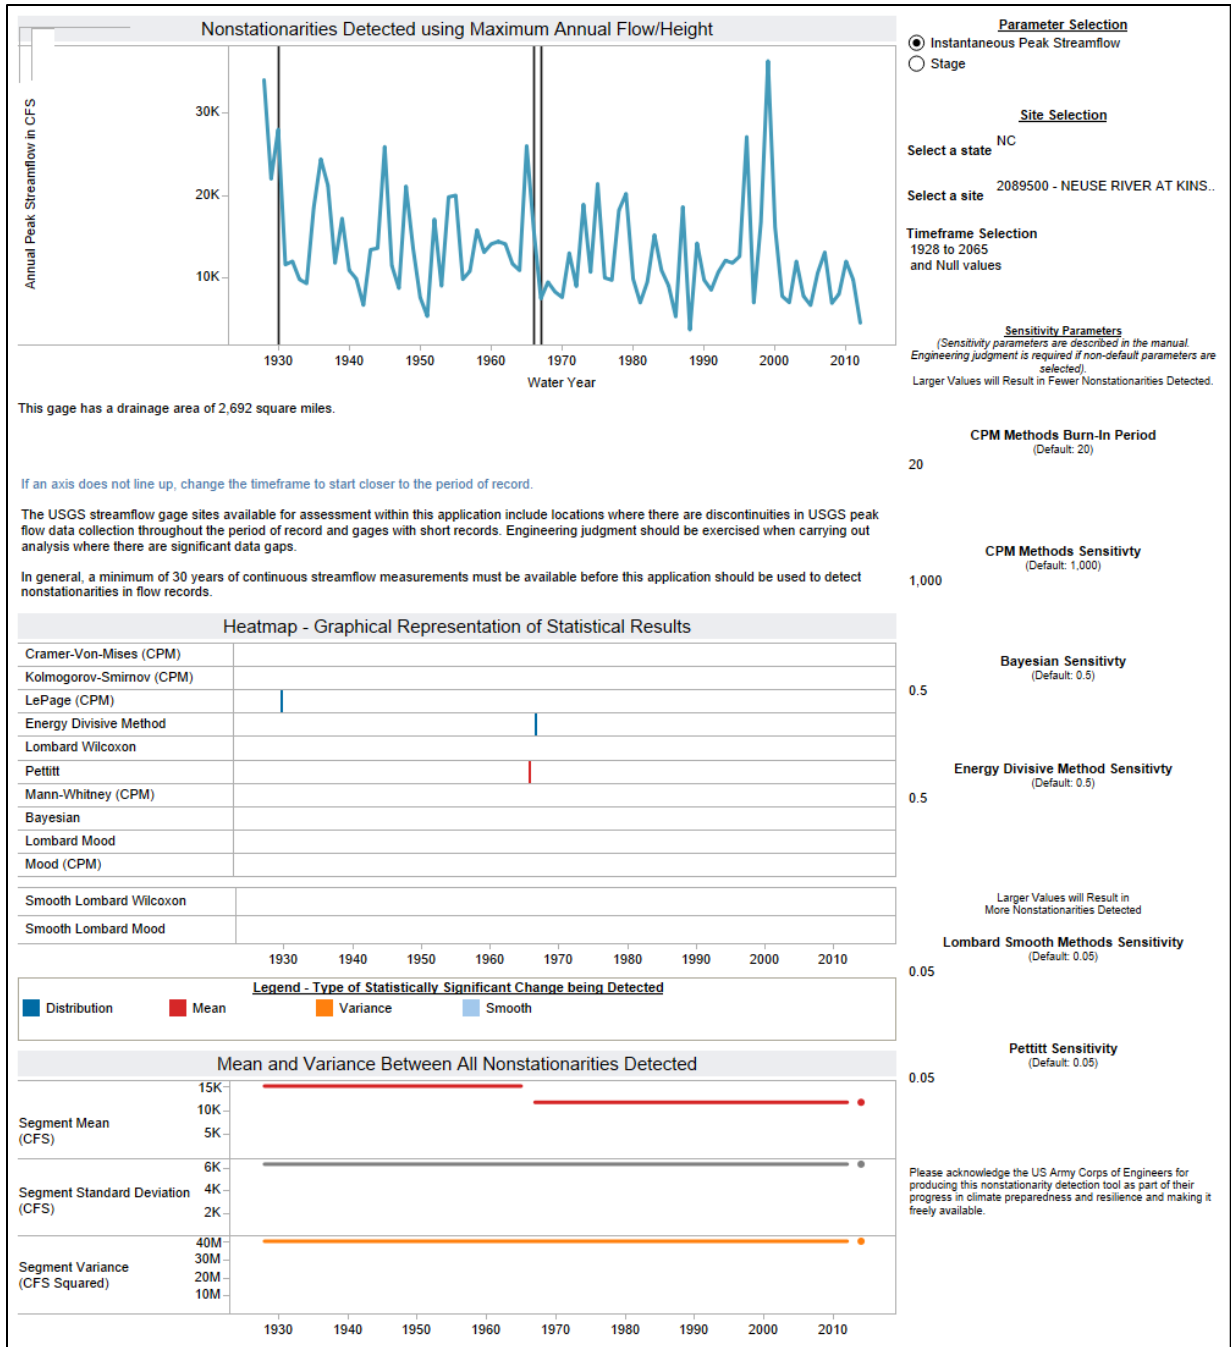 Nonstationarities Detected using Maximum Annual Flow/Height
Annual Peak Streamflow in CFS
30K
20K
10K
1930 1940 1950 1960 1970 1980 1990 2000 2010
Water Year
This gage has a drainage area of 2,692 square miles.
If an axis does not line up, change the timeframe to start closer to the period of record.
The USGS streamflow gage sites available for assessment within this application include locations where there are discontinuities in USGS peak
flow data collection throughout the period of record and gages with short records. Engineering judgment should be exercised when carrying out
analysis where there are significant data gaps.
In general, a minimum of 30 years of continuous streamflow measurements must be available before this application should be used to detect
nonstationarities in flow records.
Heatmap - Graphical Representation of Statistical Results
Cramer-Von-Mises (CPM)
Kolmogorov-Smirnov (CPM)
LePage (CPM)
Energy Divisive Method
Lombard Wilcoxon
Pettitt
Mann-Whitney (CPM)
Bayesian
Lombard Mood
Mood (CPM)
Smooth Lombard Wilcoxon
Smooth Lombard Mood
1930 1940 1950 1960 1970 1980 1990 2000 2010
Legend - Type of Statistically Significant Change being Detected
Distribution Mean Variance Smooth
Mean and Variance Between All Nonstationarities Detected
15K
10K
5K
Segment Mean
(CFS)
6K
4K
2K
Segment Standard Deviation
(CFS)
40M
30M
20M
10M
Segment Variance
(CFS Squared)
1930 1940 1950 1960 1970 1980 1990 2000 2010
Parameter Selection
Instantaneous Peak Streamflow
Stage
Site Selection
Select a state NC
Select a site 2089500 - NEUSE RIVER AT KINS..
Timeframe Selection
1928 to 2065
and Null values
Sensitivity Parameters
(Sensitivity parameters are described in the manual.
Engineering judgment is required if non-default parameters are
selected).
Larger Values will Result in Fewer Nonstationarities Detected.
CPM Methods Burn-In Period
(Default: 20)
20
CPM Methods Sensitivty
(Default: 1,000)
1,000
Bayesian Sensitivty
(Default: 0.5)
0.5
Energy Divisive Method Sensitivty
(Default: 0.5)
0.5
Larger Values will Result in
More Nonstationarities Detected
Lombard Smooth Methods Sensitivity
(Default: 0.05)
0.05
Pettitt Sensitivity
(Default: 0.05)
0.05
Please acknowledge the US Army Corps of Engineers for
producing this nonstationarity detection tool as part of their
progress in climate preparedness and resilience and making it
freely available.